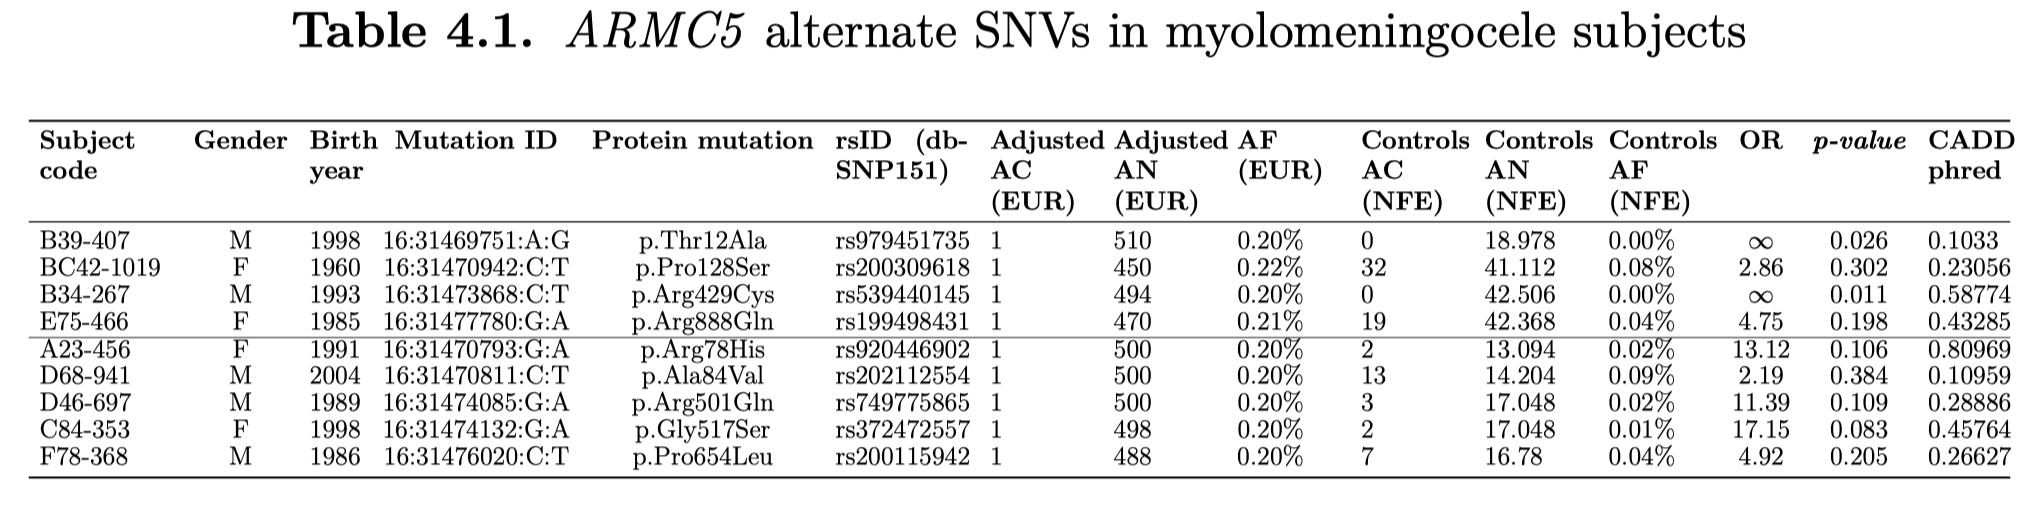 Table 4.1. ARMC5 alternate SNVs in myolomeningocele subjects
Subject Gender Birth Mutation ID Protein mutation rsID (db- Adjusted Adjusted AF Controls Controls Controls OR p-value CADD
code year SNP151) AC AN (EUR) AC AN AF phred
(EUR) (EUR) (NFE) (NFE) (NFE)
B39-407 M 1998 16:31469751:A:G p.Thr12Ala rs979451735 1 510 0.20% 0 18.978 0.00% ∞ 0.026 0.1033
BC42-1019 F 1960 16:31470942:C:T p.Pro128Ser rs200309618 1 450 0.22% 32 41.112 0.08% 2.86 0.302 0.23056
B34-267 M 1993 16:31473868:C:T p.Arg429Cys rs539440145 1 494 0.20% 0 42.506 0.00% ∞ 0.011 0.58774
E75-466 F 1985 16:31477780:G:A p.Arg888Gln rs199498431 1 470 0.21% 19 42.368 0.04% 4.75 0.198 0.43285
A23-456 F 1991 16:31470793:G:A p.Arg78His rs920446902 1 500 0.20% 2 13.094 0.02% 13.12 0.106 0.80969
D68-941 M 2004 16:31470811:C:T p.Ala84Val rs202112554 1 500 0.20% 13 14.204 0.09% 2.19 0.384 0.10959
D46-697 M 1989 16:31474085:G:A p.Arg501Gln rs749775865 1 500 0.20% 3 17.048 0.02% 11.39 0.109 0.28886
C84-353 F 1998 16:31474132:G:A p.Gly517Ser rs372472557 1 498 0.20% 2 17.048 0.01% 17.15 0.083 0.45764
F78-368 M 1986 16:31476020:C:T p.Pro654Leu rs200115942 1 488 0.20% 7 16.78 0.04% 4.92 0.205 0.26627